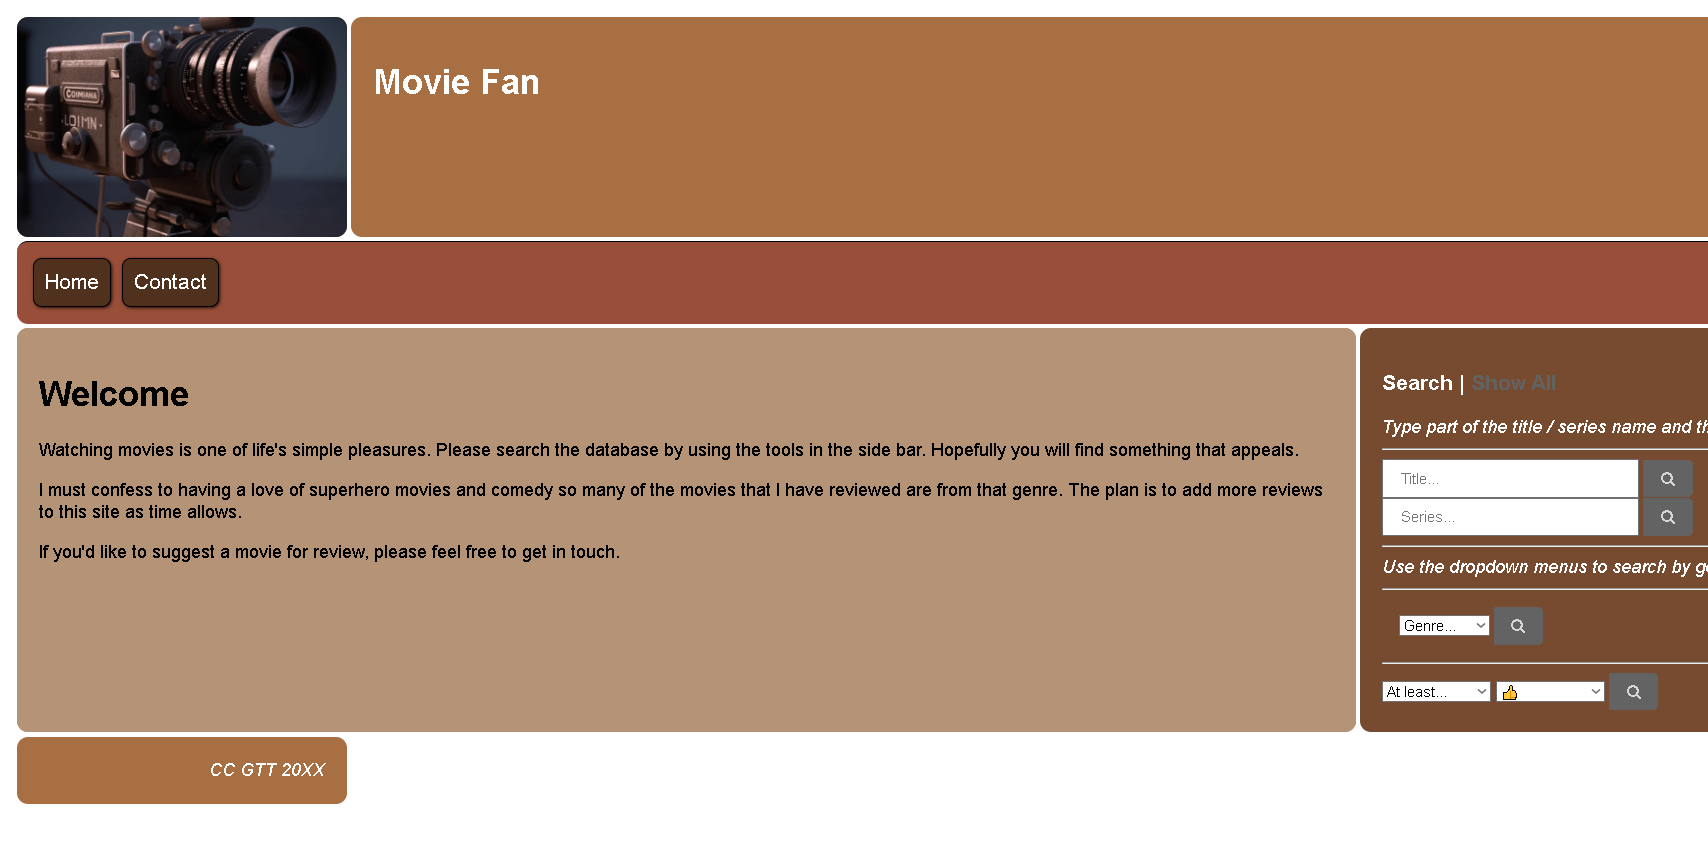 COIMIANA
LOIMN
Movie Fan
Home
Contact
Welcome
Watching movies is one of life's simple pleasures. Please search the database by using the tools in the side bar. Hopefully you will find something that appeals.
I must confess to having a love of superhero movies and comedy so many of the movies that I have reviewed are from that genre. The plan is to add more reviews
to this site as time allows.
If you'd like to suggest a movie for review, please feel free to get in touch.
Search | Show All
Type part of the title / series name and th
Title...
Series...
Use the dropdown menus to search by g
Genre...
At least...
CC GTT 20XX